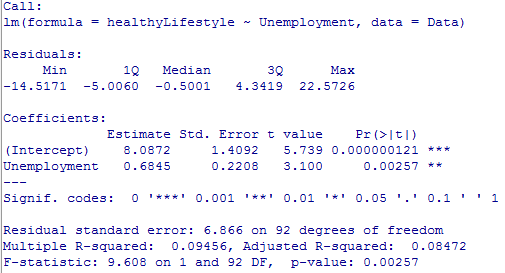 Call:
lm(formula = healthyLifestyle ~ Unemployment, data = Data)
Residuals:
Min 1Q Median 3Q Max
-14.5171 -5.0060 -0.5001 4.3419 22.5726
Coefficients:
Estimate Std. Error t value Pr(>|t|)
(Intercept) 8.0872 1.4092 5.739 0.000000121 ***
Unemployment 0.6845 0.2208 3.100 0.00257 **
---
Signif. codes: 0 '***' 0.001 '**' 0.01 '*' 0.05 '.' 0.1 ' ' 1
Residual standard error: 6.866 on 92 degrees of freedom
Multiple R-squared: 0.09456, Adjusted R-squared: 0.08472
F-statistic: 9.608 on 1 and 92 DF, p-value: 0.00257